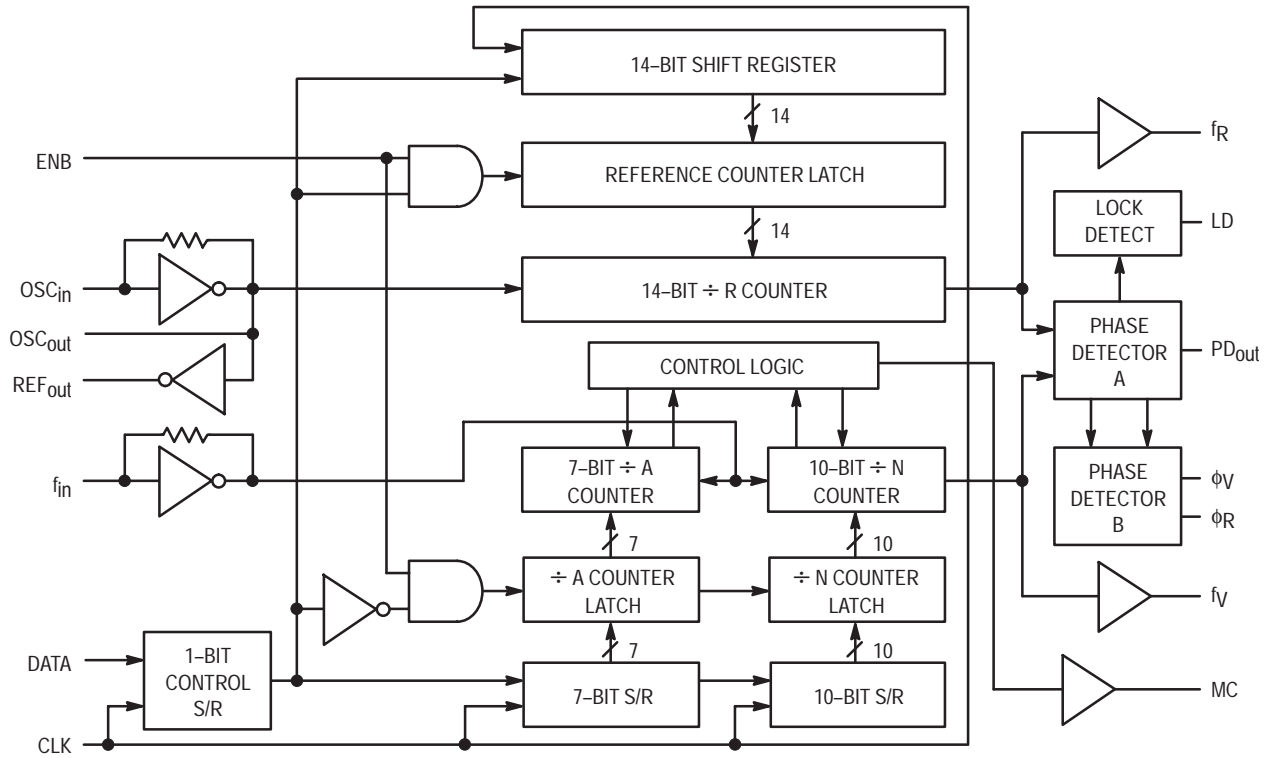 14–BIT SHIFT REGISTER
14
ENB
REFERENCE COUNTER LATCH
fR
14
LOCK
DETECT
LD
OSCin
14–BIT ÷ R COUNTER
OSCout
REFout
CONTROL LOGIC
PHASE
DETECTOR
A
PDout
fin
7–BIT ÷ A
COUNTER
10–BIT ÷ N
COUNTER
PHASE
DETECTOR
B
ϕV
ϕR
7
10
÷ A COUNTER
LATCH
÷ N COUNTER
LATCH
fV
7
10
DATA
1–BIT
CONTROL
S/R
7–BIT S/R
10–BIT S/R
MC
CLK